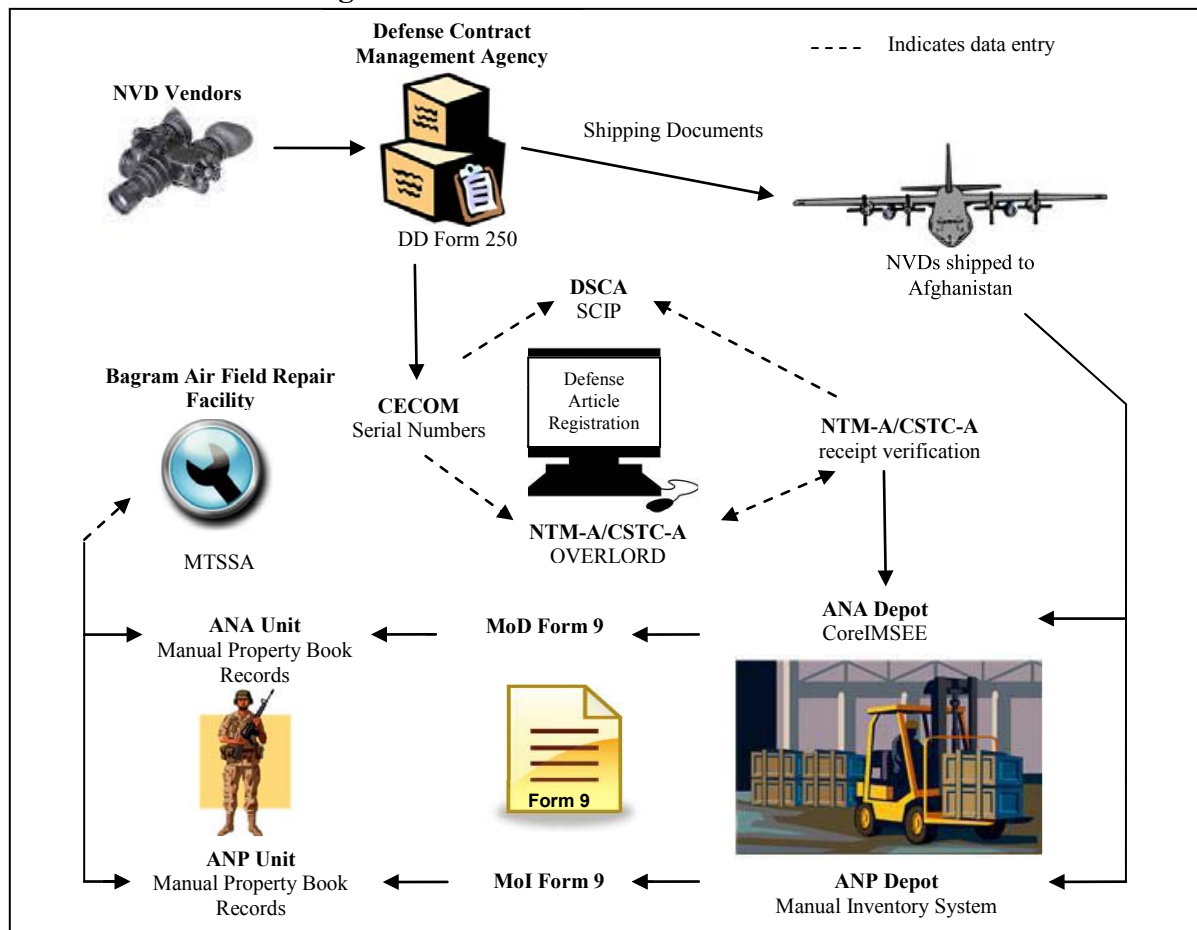 Defense Contract
Management Agency
Indicates data entry
NVD Vendors
Shipping Documents
DD Form 250
NVDs shipped to
Afghanistan
DSCA
SCIP
Bagram Air Field Repair
Facility
Defense
Article
Registration
CECOM
Serial Numbers
NTM-A/CSTC-A
receipt verification
NTM-A/CSTC-A
OVERLORD
MTSSA
ANA Unit
Manual Property Book
Records
MoD Form 9
ANA Depot
CoreIMSEE
Form 9
ANP Unit
Manual Property Book
Records
MoI Form 9
ANP Depot
Manual Inventory System